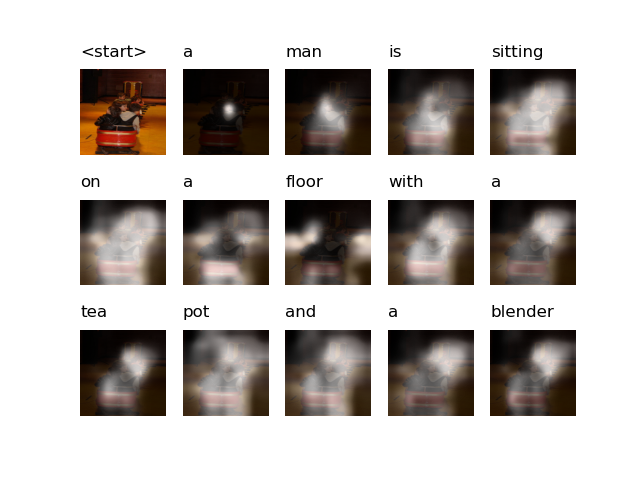 <start> a man is sitting
on a floor with a
tea pot and a blender